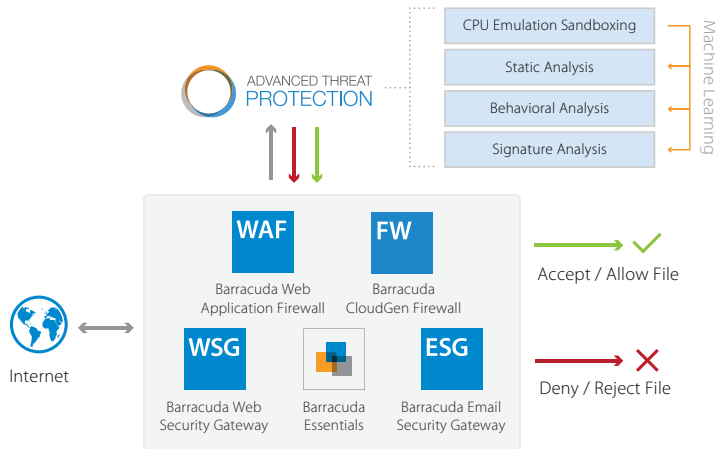 CPU Emulation Sandboxing
Static Analysis
Behavioral Analysis
Signature Analysis
Machine Learning
ADVANCED THREAT
PROTECTION
WAF
Barracuda Web
Application Firewall
FW
Barracuda
CloudGen Firewall
WSG
Barracuda Web
Security Gateway
Barracuda
Essentials
ESG
Barracuda Email
Security Gateway
Internet
Accept / Allow File
Deny / Reject File